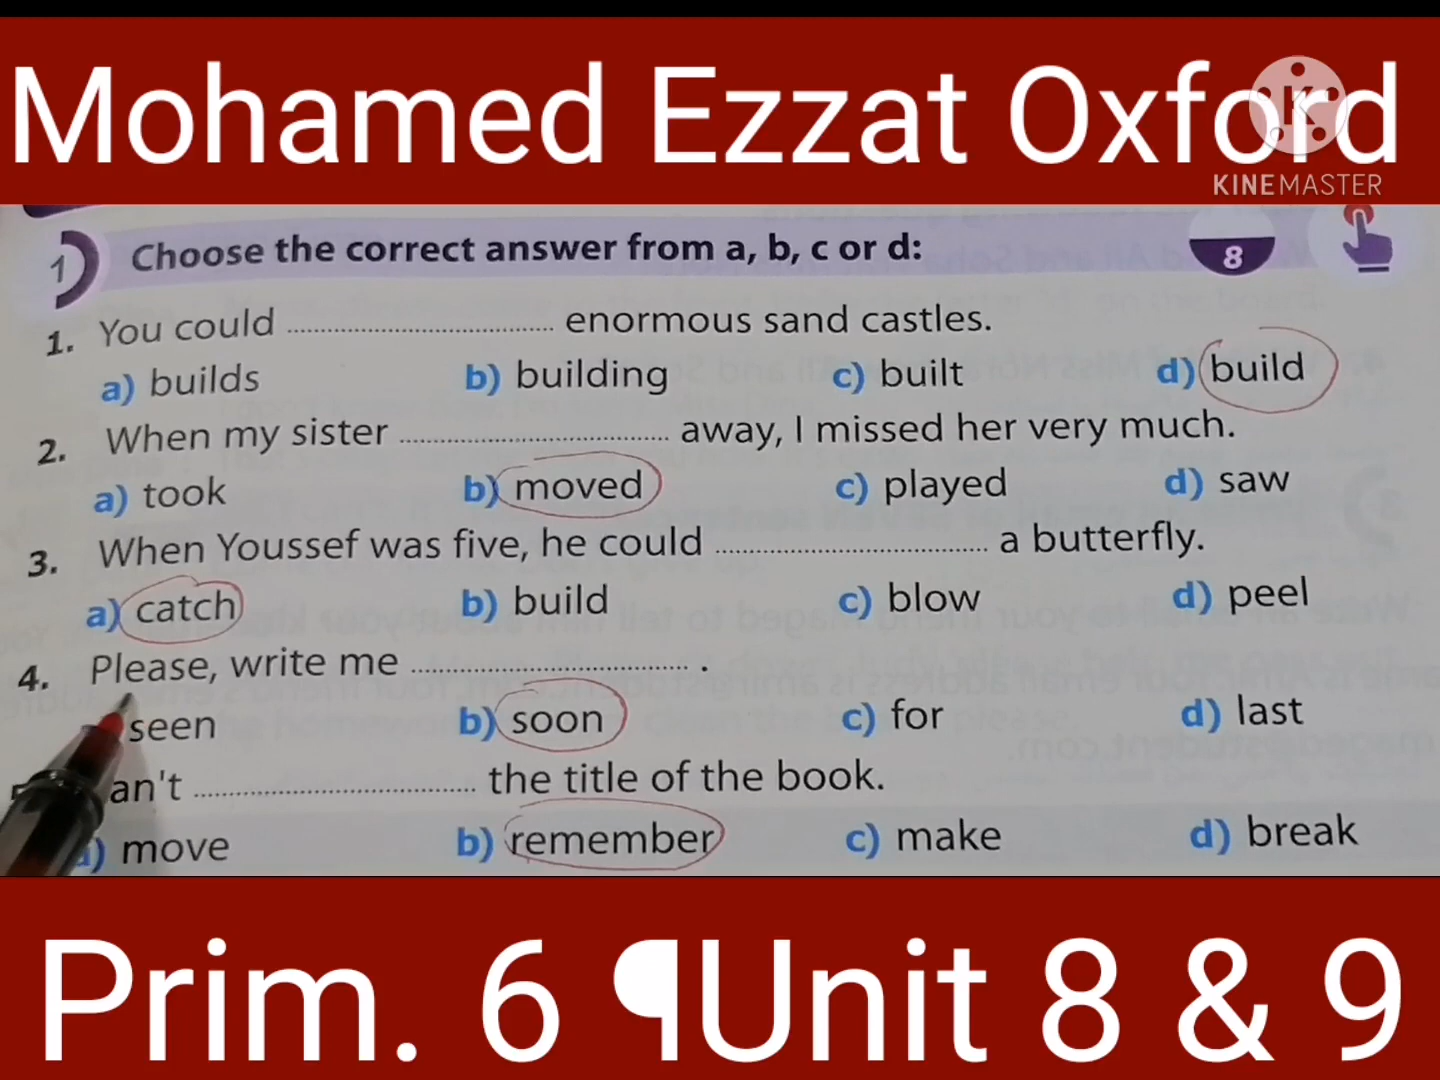 Mohamed Ezzat Oxford
KINEMASTER
1 Choose the correct answer from a, b, c or d: 8
1. You could .............................. enormous sand castles.
a) builds b) building c) built d) build
2. When my sister .............................. away, I missed her very much.
a) took b) moved c) played d) saw
3. When Youssef was five, he could .............................. a butterfly.
a) catch b) build c) blow d) peel
4. Please, write me .............................. .
seen b) soon c) for d) last
an't .............................. the title of the book.
) move b) remember c) make d) break
Prim. 6 ¶Unit 8 & 9